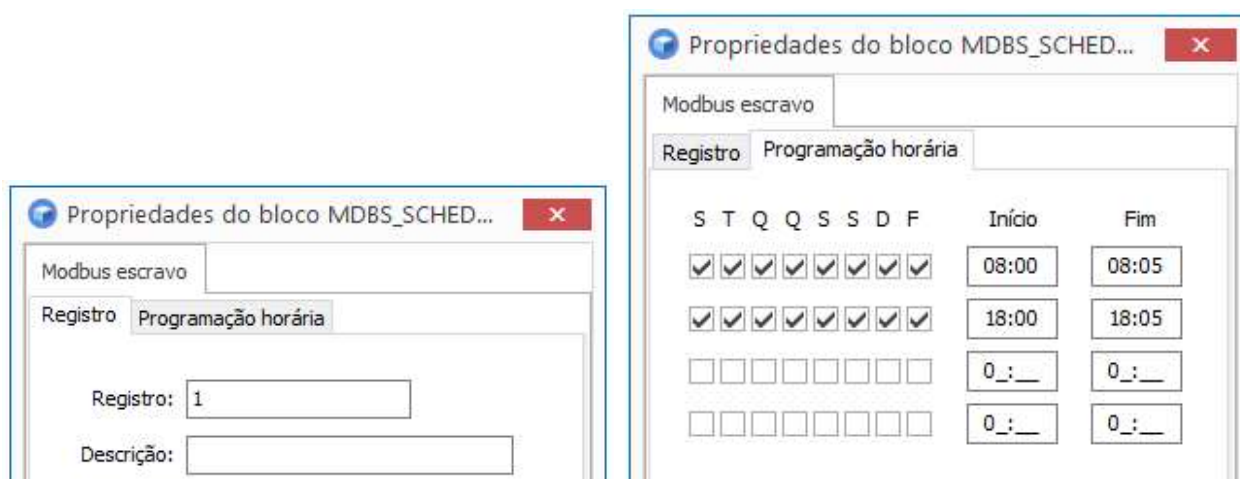 Propriedades do bloco MDBS_SCHED...
Modbus escravo
Registro Programação horária
Registro: 1
Descrição:
Propriedades do bloco MDBS_SCHED...
Modbus escravo
Registro Programação horária
S T Q Q S S D F Início Fim
08:00 08:05
18:00 18:05
0_:__ 0_:__
0_:__ 0_:__